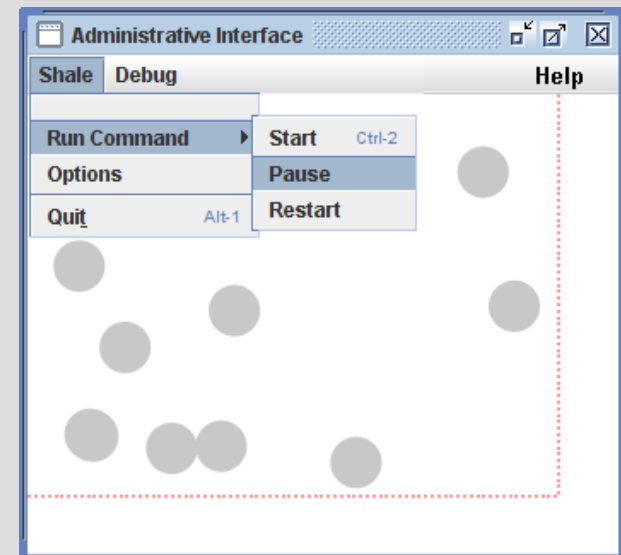 Administrative Interface
Shale Debug Help
Run Command Start Ctrl-2
Options Pause
Quit Alt-1 Restart